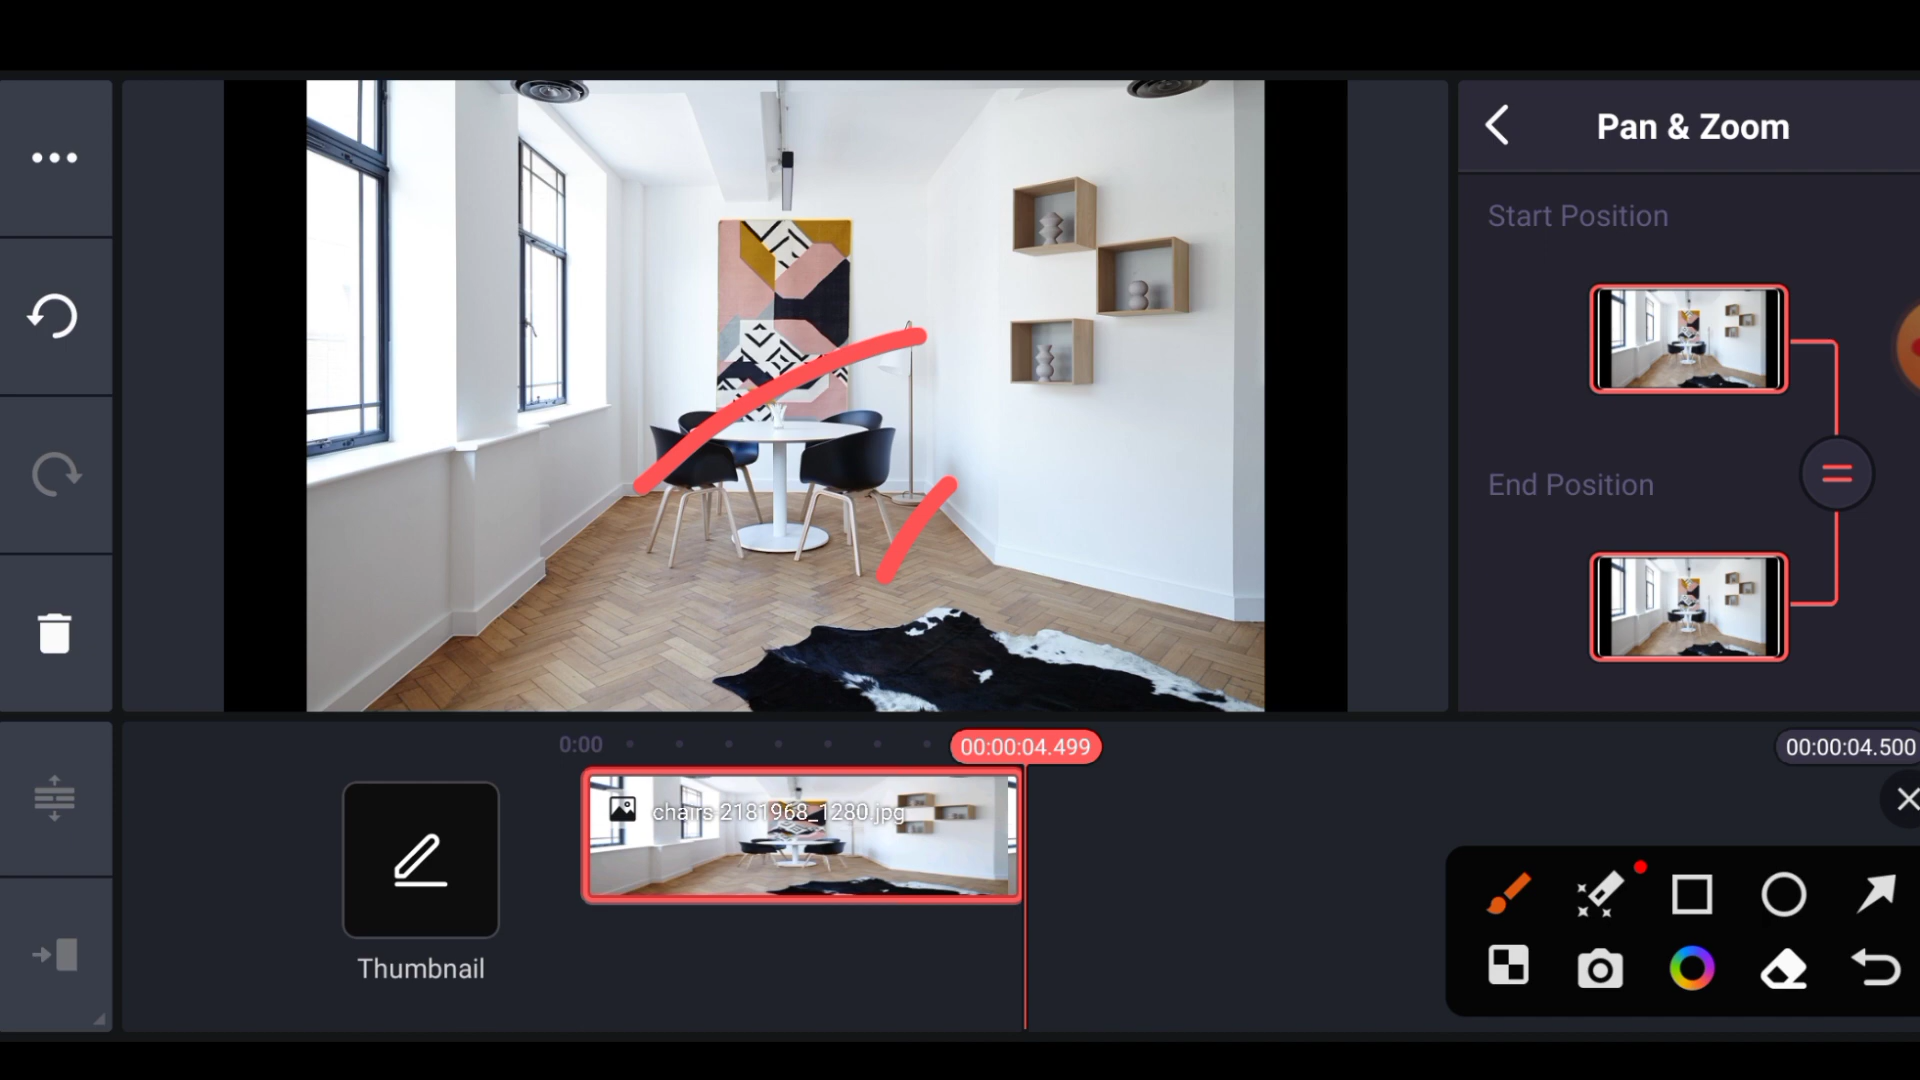 Pan & Zoom
Start Position
End Position
0:00
00:00:04.499
00:00:04.500
chairs-2181968_1280.jpg
Thumbnail